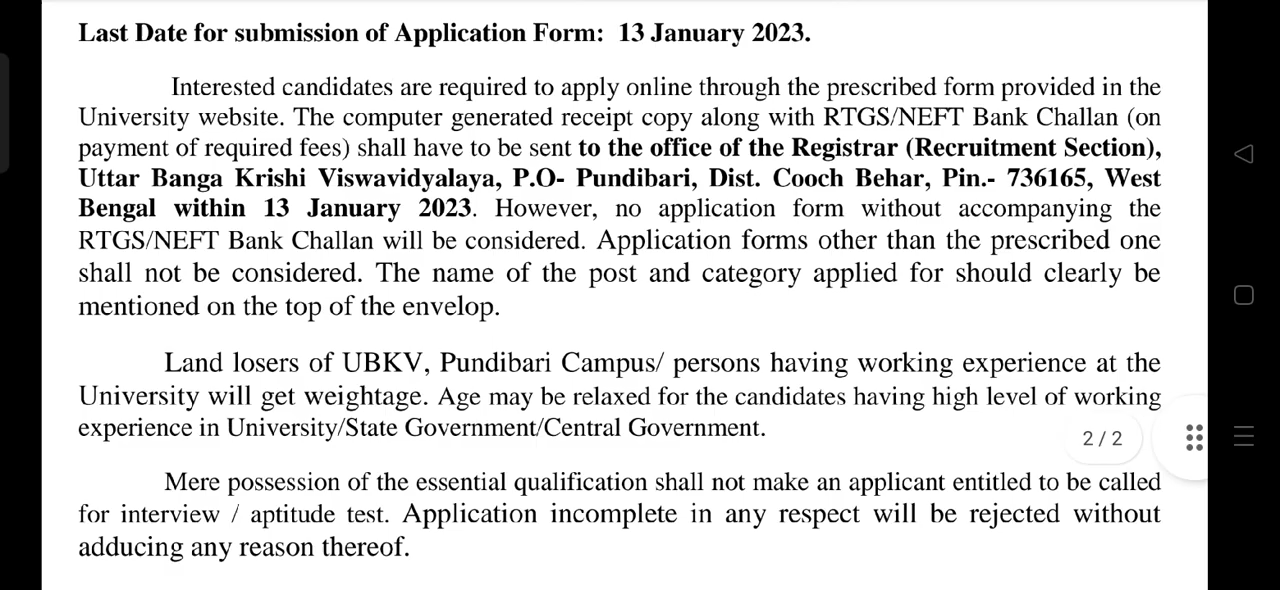 Last Date for submission of Application Form: 13 January 2023.
Interested candidates are required to apply online through the prescribed form provided in the
University website. The computer generated receipt copy along with RTGS/NEFT Bank Challan (on
payment of required fees) shall have to be sent to the office of the Registrar (Recruitment Section),
Uttar Banga Krishi Viswavidyalaya, P.O- Pundibari, Dist. Cooch Behar, Pin.- 736165, West
Bengal within 13 January 2023. However, no application form without accompanying the
RTGS/NEFT Bank Challan will be considered. Application forms other than the prescribed one
shall not be considered. The name of the post and category applied for should clearly be
mentioned on the top of the envelop.
Land losers of UBKV, Pundibari Campus/ persons having working experience at the
University will get weightage. Age may be relaxed for the candidates having high level of working
experience in University/State Government/Central Government.
2 / 2
Mere possession of the essential qualification shall not make an applicant entitled to be called
for interview / aptitude test. Application incomplete in any respect will be rejected without
adducing any reason thereof.